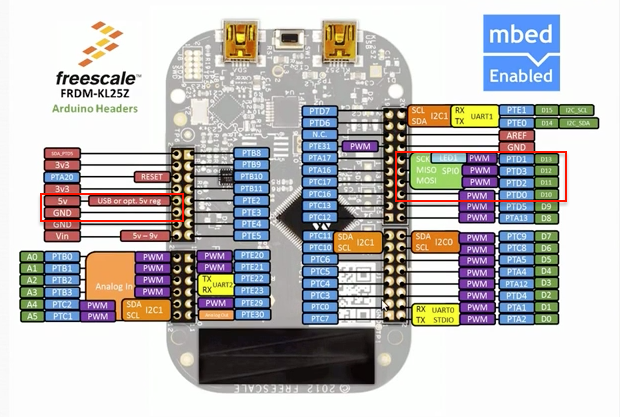 freescale™
FRDM-KL25Z
Arduino Headers
mbed
Enabled
PTD7 SCL I2C1 RX UART1 PTE1 D15 I2C_SCL
PTD6 SDA TX PTE0 D14 I2C_SDA
N.C. AREF
PTE31 PWM GND
PTA17 SCK LED1 PWM PTD1 D13
PTA16 MISO SPI0 PWM PTD3 D12
PTC17 MOSI PWM PTD2 D11
PTC16 PWM PTD0 D10
PTC13 PWM PTD5 D9
PTC12 PTA13 D8
SDA_PTD5 PTB8
3v3 PTB9
PTA20 RESET PTB10
3v3 PTB11
5v USB or opt. 5v reg PTE2
GND PTE3
GND PTE4
Vin 5v – 9v PTE5
PTC11 SDA I2C1 SDA I2C0 PTC9 D7
PTC10 SCL SCL PTC8 D6
PTC6 PWM PTA5 D5
PTC5 PWM PTA4 D4
PTC4 PWM PTA12 D3
PTC3 PWM PTD4 D2
PTC0 RX UART0 PWM PTA1 D1
PTC7 TX STDIO PWM PTA2 D0
A0 PTB0 Analog In PWM PWM PTE20
A1 PTB1 PWM PWM PTE21
A2 PTB2 PWM TX UART2 PTE22
A3 PTB3 PWM RX PTE23
A4 PTC2 PWM SDA I2C1 PWM PTE29
A5 PTC1 PWM SCL Analog Out PTE30
© 2012 FREESCALE